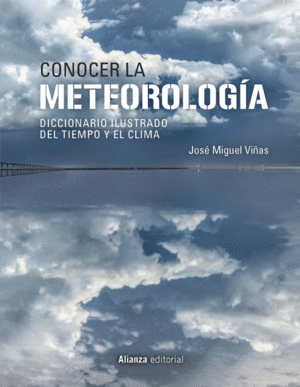 CONOCER LA
METEOROLOGÍA
DICCIONARIO ILUSTRADO
DEL TIEMPO Y EL CLIMA
José Miguel Viñas
Alianza editorial